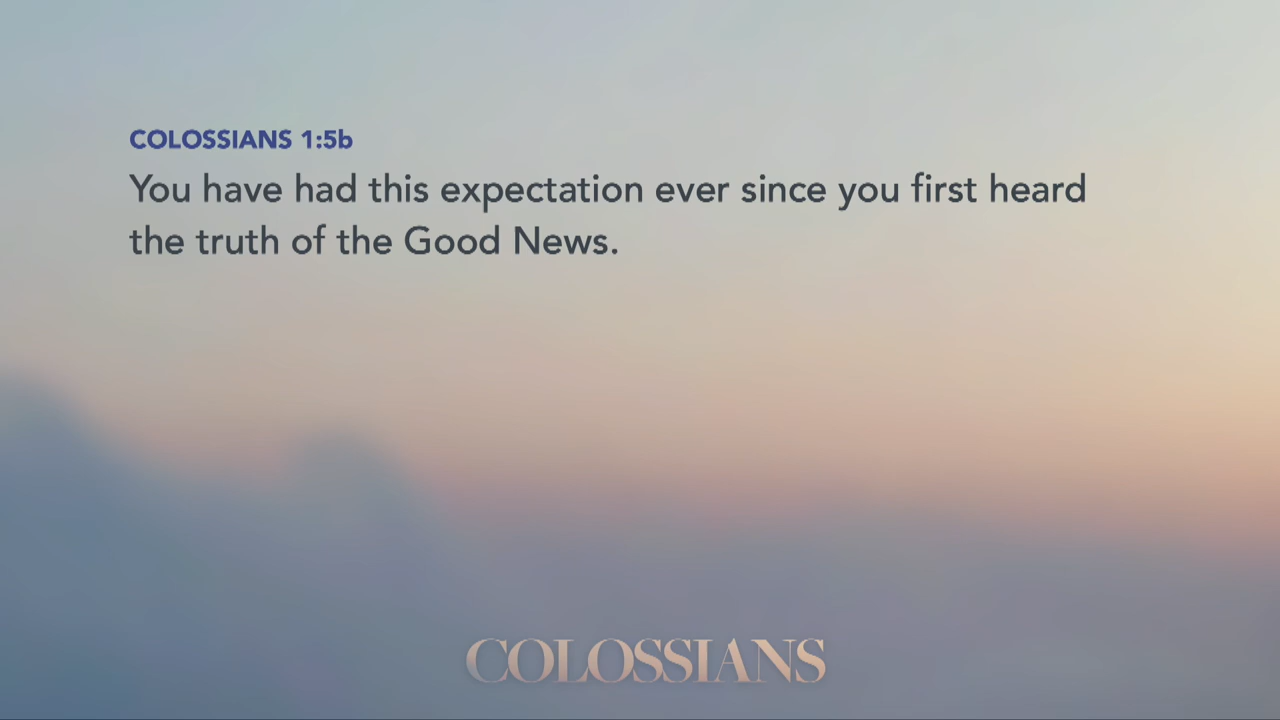 COLOSSIANS 1:5b
You have had this expectation ever since you first heard
the truth of the Good News.
COLOSSIANS